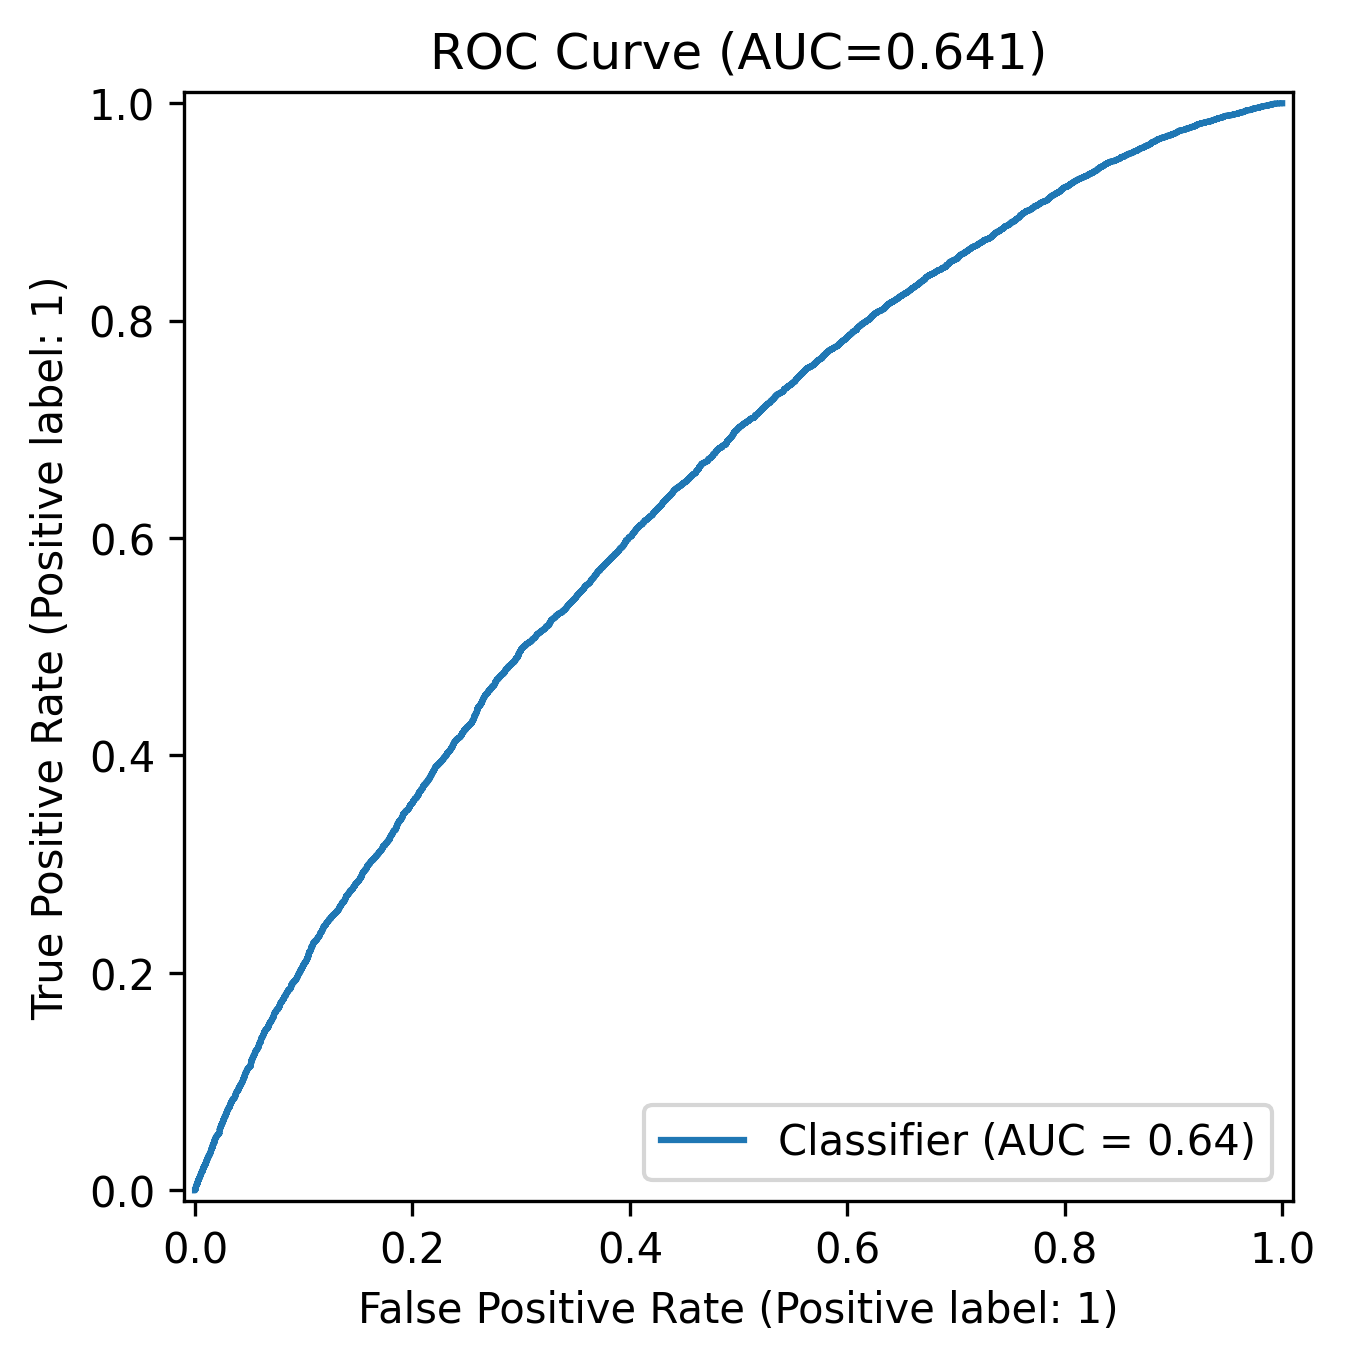 ROC Curve (AUC=0.641)
True Positive Rate (Positive label: 1)
1.0
0.8
0.6
0.4
0.2
0.0
Classifier (AUC = 0.64)
0.0 0.2 0.4 0.6 0.8 1.0
False Positive Rate (Positive label: 1)